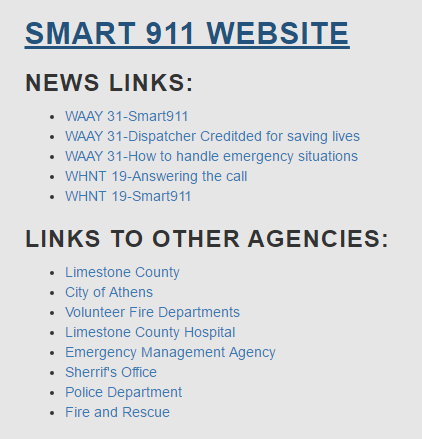 SMART 911 WEBSITE
NEWS LINKS:
WAAY 31-Smart911
WAAY 31-Dispatcher Creditded for saving lives
WAAY 31-How to handle emergency situations
WHNT 19-Answering the call
WHNT 19-Smart911
LINKS TO OTHER AGENCIES:
Limestone County
City of Athens
Volunteer Fire Departments
Limestone County Hospital
Emergency Management Agency
Sherrif's Office
Police Department
Fire and Rescue